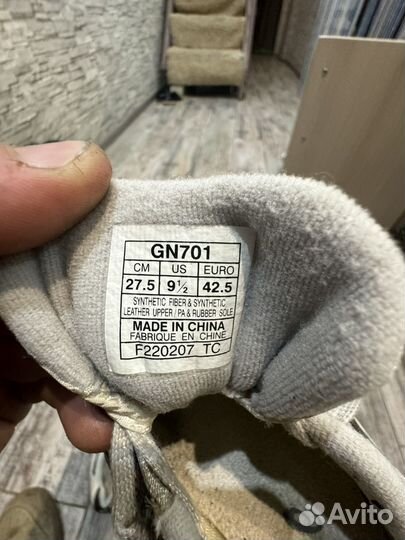 GN701
CM US EURO
27.5 9½ 42.5
SYNTHETIC FIBER & SYNTHETIC
LEATHER UPPER / PA & RUBBER SOLE
MADE IN CHINA
FABRIQUE EN CHINE
F220207 TC
Avito